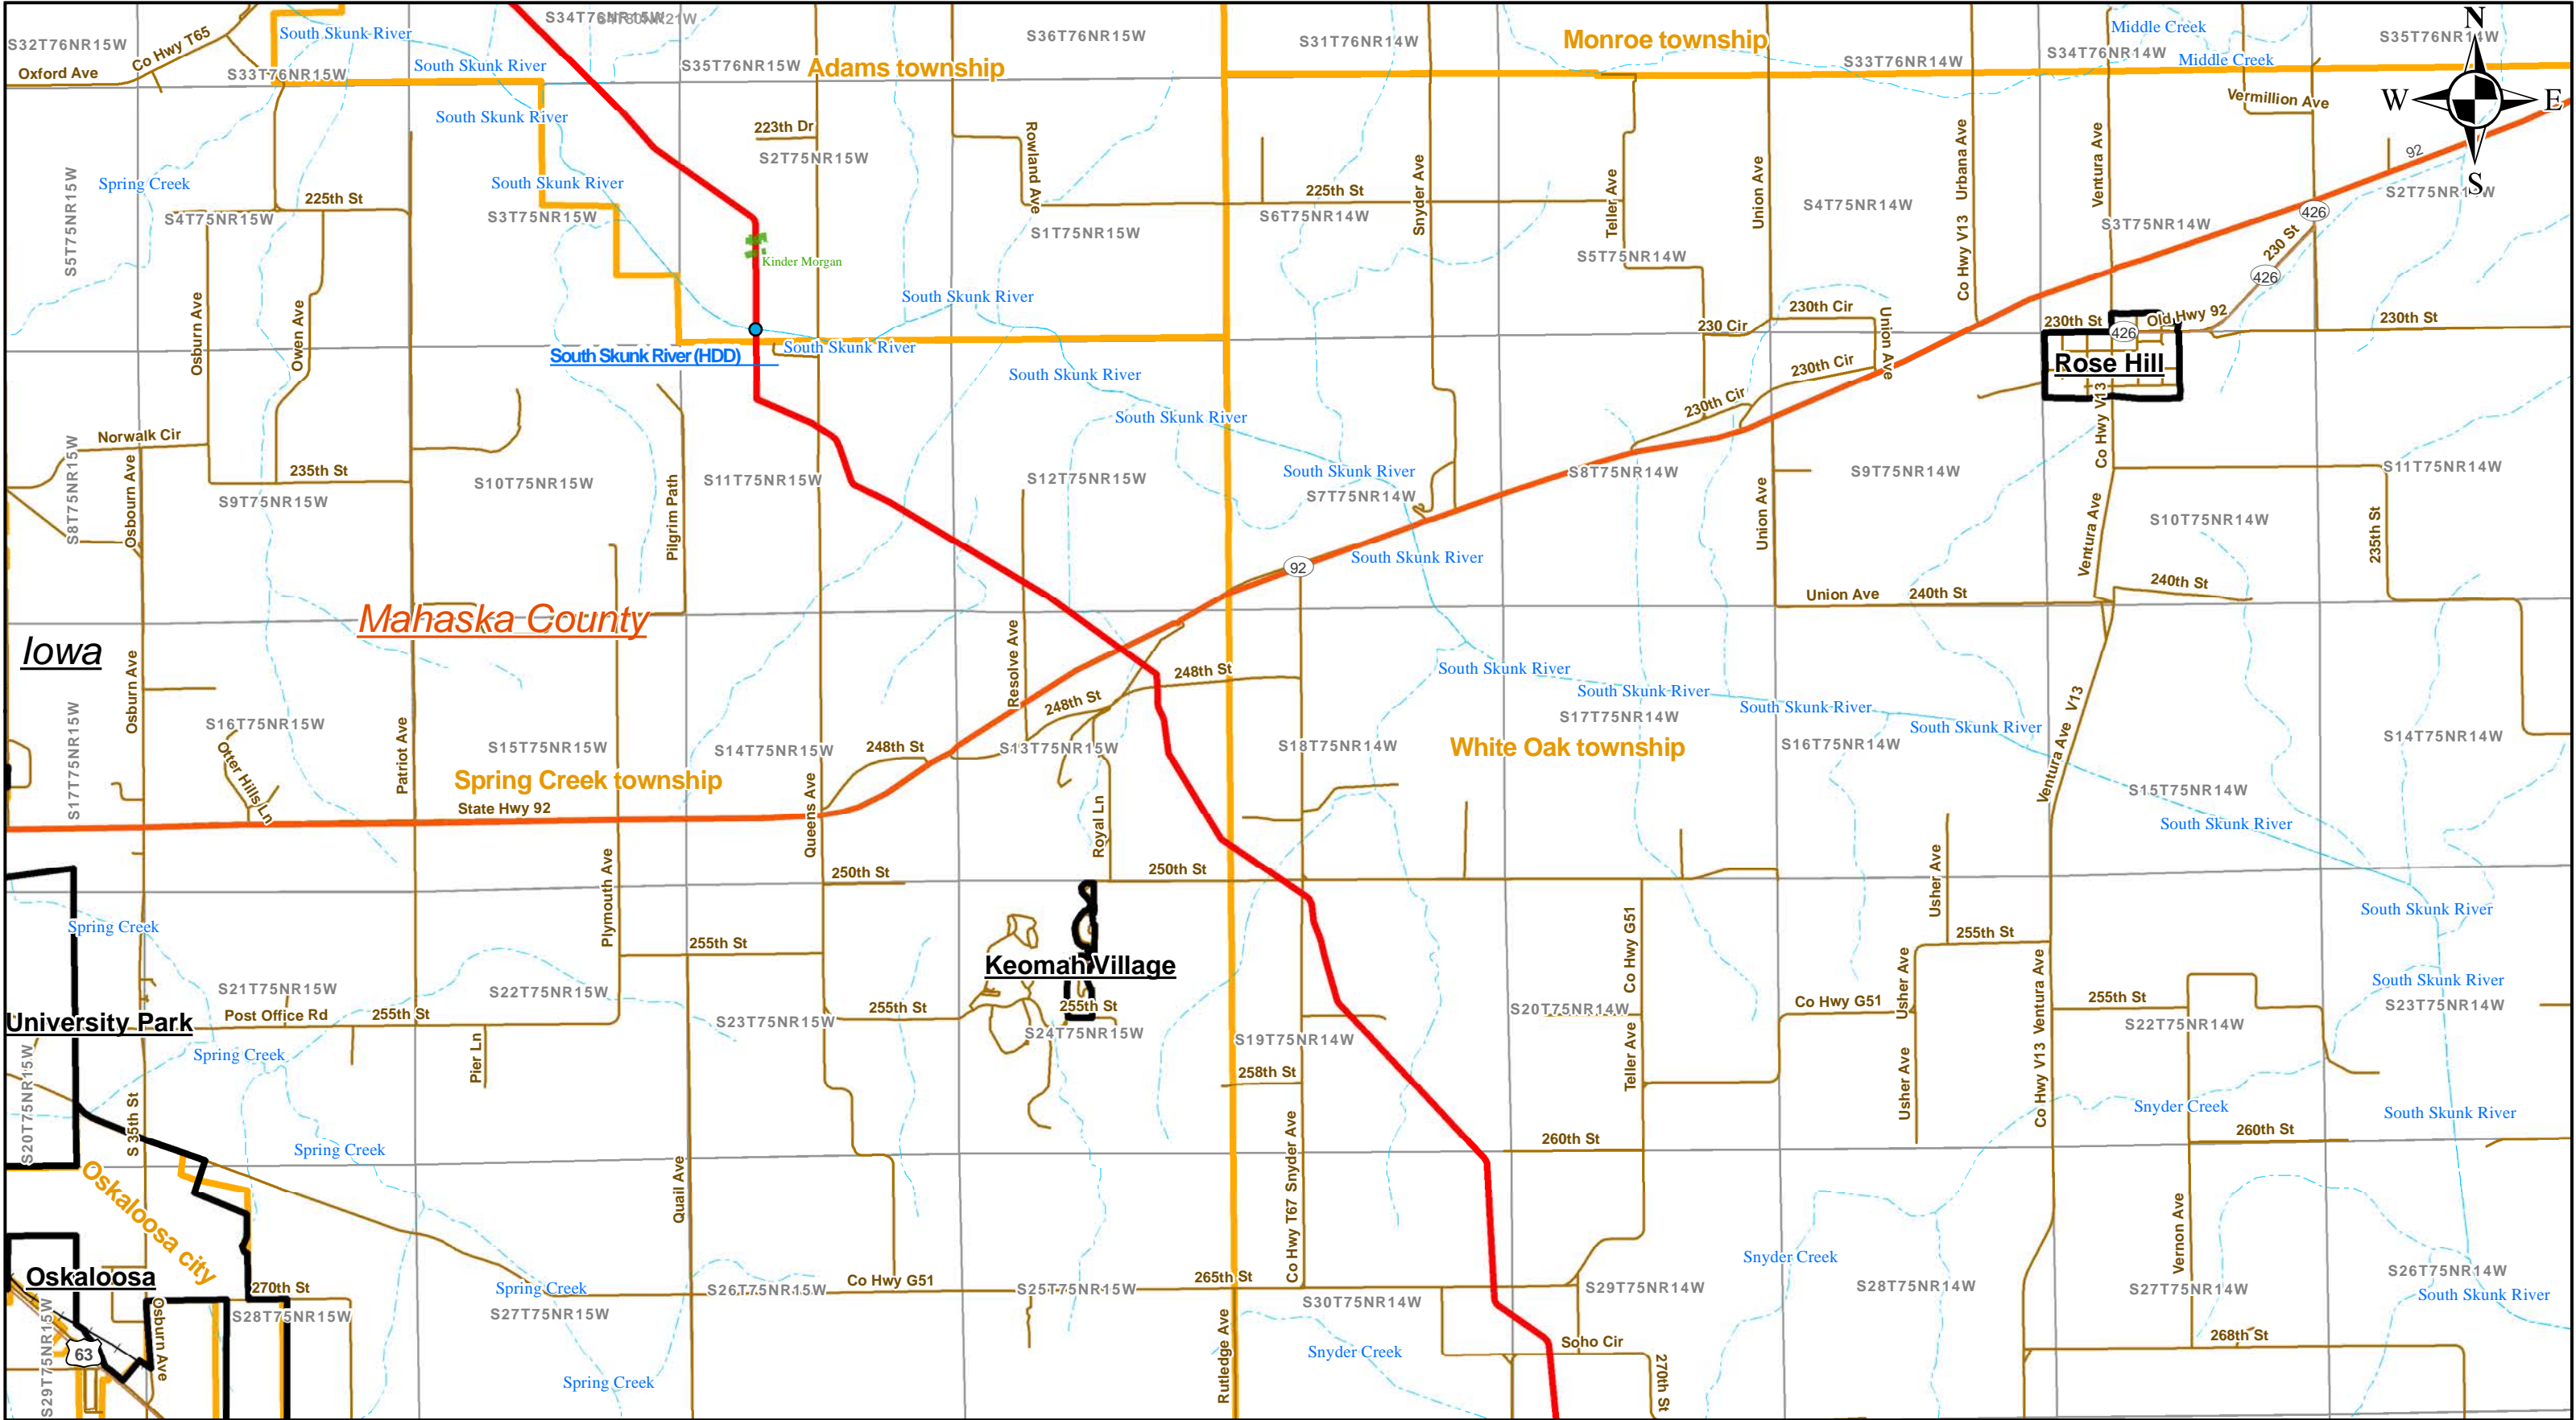 S34T76NR15W
S36T76NR15W
S31T76NR14W
Monroe township
Middle Creek
S35T76NR14W
N
S32T76NR15W
Co Hwy T65
South Skunk River
South Skunk River
S35T76NR15W
Adams township
S33T76NR14W
S34T76NR14W
Middle Creek
Oxford Ave
S33T76NR15W
Vermillion Ave
W
E
S
South Skunk River
223th Dr
S2T75NR15W
Rowland Ave
Snyder Ave
Teller Ave
Union Ave
Co Hwy V13 Urbana Ave
Ventura Ave
92
S5T75NR15W
Spring Creek
225th St
S4T75NR15W
South Skunk River
S3T75NR15W
S1T75NR15W
225th St
S6T75NR14W
S5T75NR14W
S4T75NR14W
S3T75NR14W
426
230 St
426
Kinder Morgan
Osburn Ave
Owen Ave
South Skunk River
South Skunk River (HDD)
South Skunk River
230 Cir
230th Cir
Union Ave
230th Cir
230th Cir
230th St
426
Old Hwy 92
230th St
Rose Hill
South Skunk River
South Skunk River
South Skunk River
Norwalk Cir
S8T75NR15W
Osbourn Ave
235th St
S9T75NR15W
S10T75NR15W
Pilgrim Path
S11T75NR15W
S12T75NR15W
S7T75NR14W
S8T75NR14W
Union Ave
S9T75NR14W
Co Hwy V13
Ventura Ave
S10T75NR14W
235th St
S11T75NR14W
92
South Skunk River
Union Ave
240th St
240th St
Iowa
Mahaska County
Osburn Ave
Resolve Ave
248th St
248th St
248th St
South Skunk River
South Skunk River
South Skunk River
South Skunk River
S17T75NR15W
S16T75NR15W
Otter Hills Ln
Patriot Ave
S15T75NR15W
S14T75NR15W
S13T75NR15W
S18T75NR14W
White Oak township
S17T75NR14W
S16T75NR14W
Ventura Ave V13
S14T75NR14W
S15T75NR14W
Spring Creek township
State Hwy 92
Queens Ave
Royal Ln
South Skunk River
Plymouth Ave
250th St
250th St
Usher Ave
South Skunk River
Spring Creek
255th St
Keomah Village
Co Hwy G51
255th St
South Skunk River
S21T75NR15W
S22T75NR15W
255th St
255th St
S20T75NR14W
Co Hwy G51
Usher Ave
255th St
S23T75NR14W
University Park
Post Office Rd
255th St
S23T75NR15W
S24T75NR15W
S19T75NR14W
S22T75NR14W
S20T75NR15W
Spring Creek
Pier Ln
258th St
Teller Ave
Usher Ave
Co Hwy V13 Ventura Ave
Snyder Creek
South Skunk River
S 35th St
Spring Creek
260th St
260th St
Oskaloosa city
Quail Ave
Co Hwy T67 Snyder Ave
Vernon Ave
Snyder Creek
Oskaloosa
270th St
Spring Creek
S26T75NR15W
Co Hwy G51
S25T75NR15W
265th St
S30T75NR14W
S29T75NR14W
S28T75NR14W
S27T75NR14W
S26T75NR14W
South Skunk River
S28T75NR15W
S27T75NR15W
S29T75NR15W
63
Osburn Ave
Rutledge Ave
Snyder Creek
Soho Cir
268th St
270th St
Spring Creek